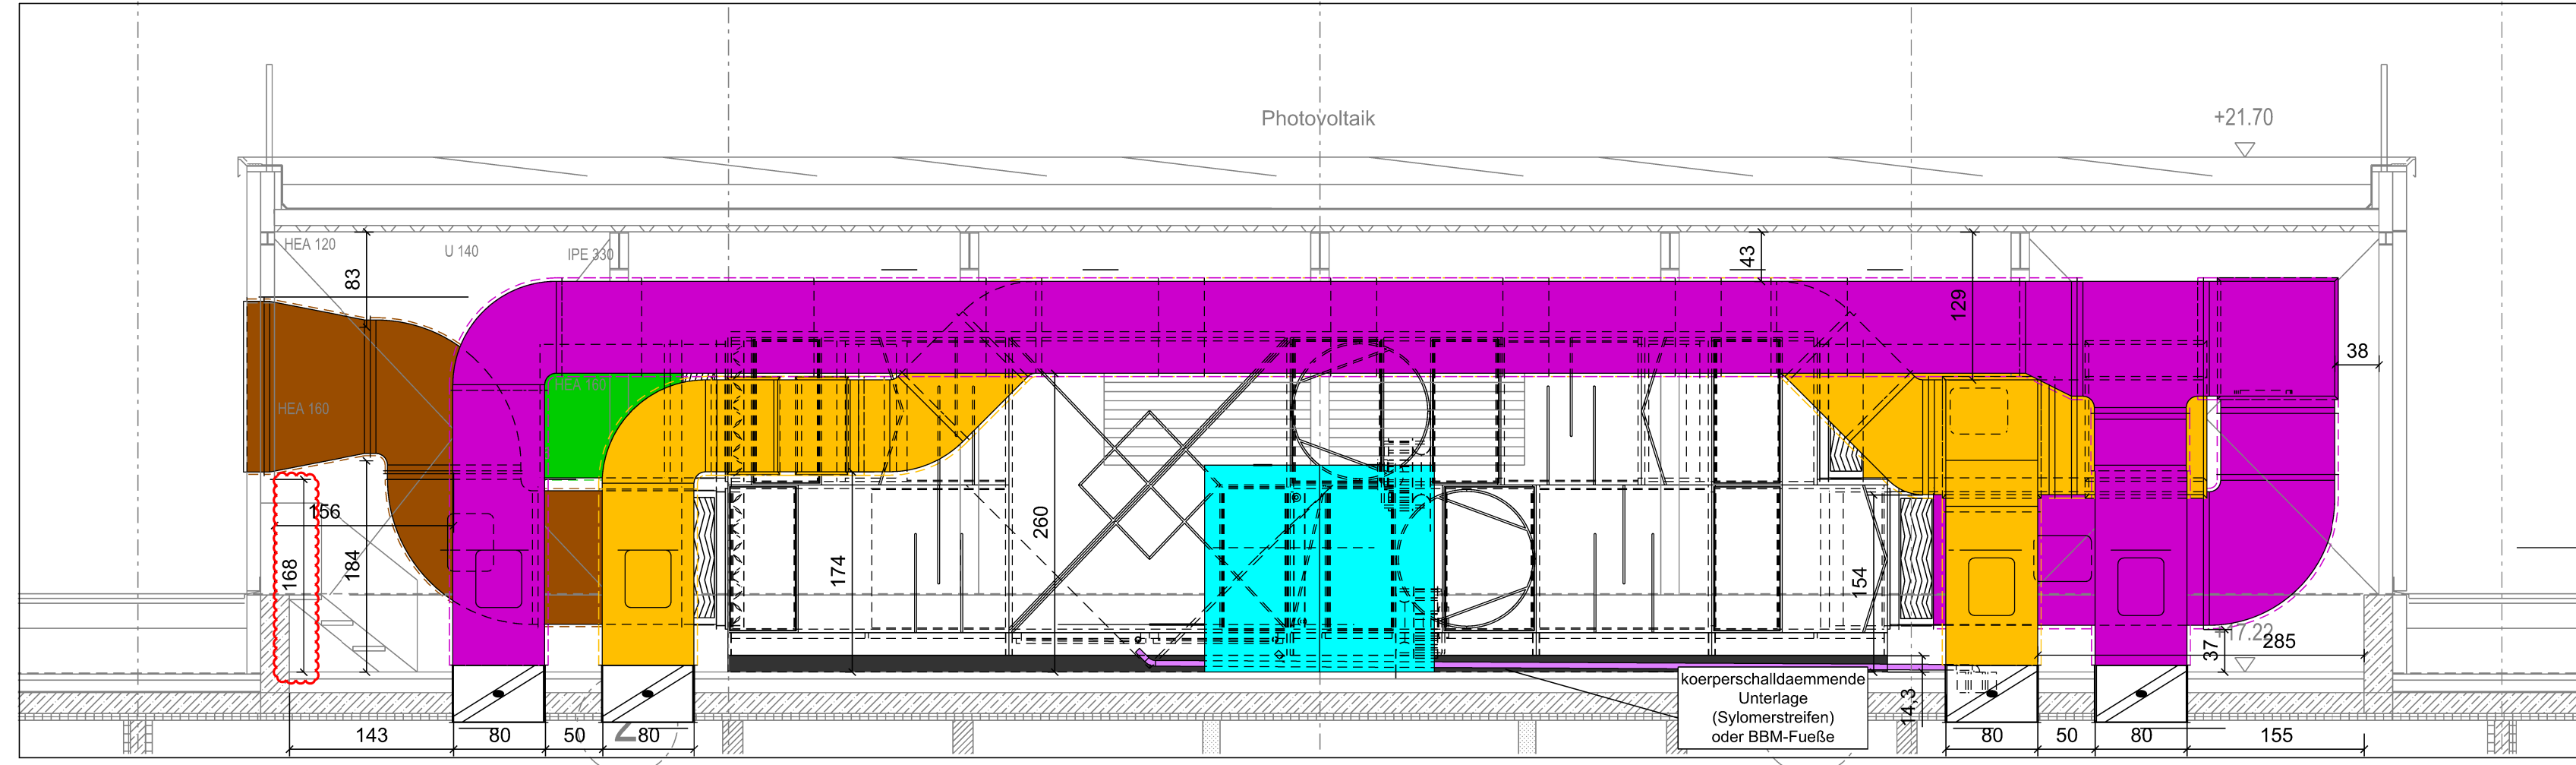 Photovoltaik
+21.70
HEA 120
U 140
IPE 330
83
43
129
38
HEA 160
HEA 160
156
168
184
174
260
154
37
285
14,3
koerperschalldaemmende
Unterlage
(Sylomerstreifen)
oder BBM-Fueße
143
80
50
80
80
50
80
155